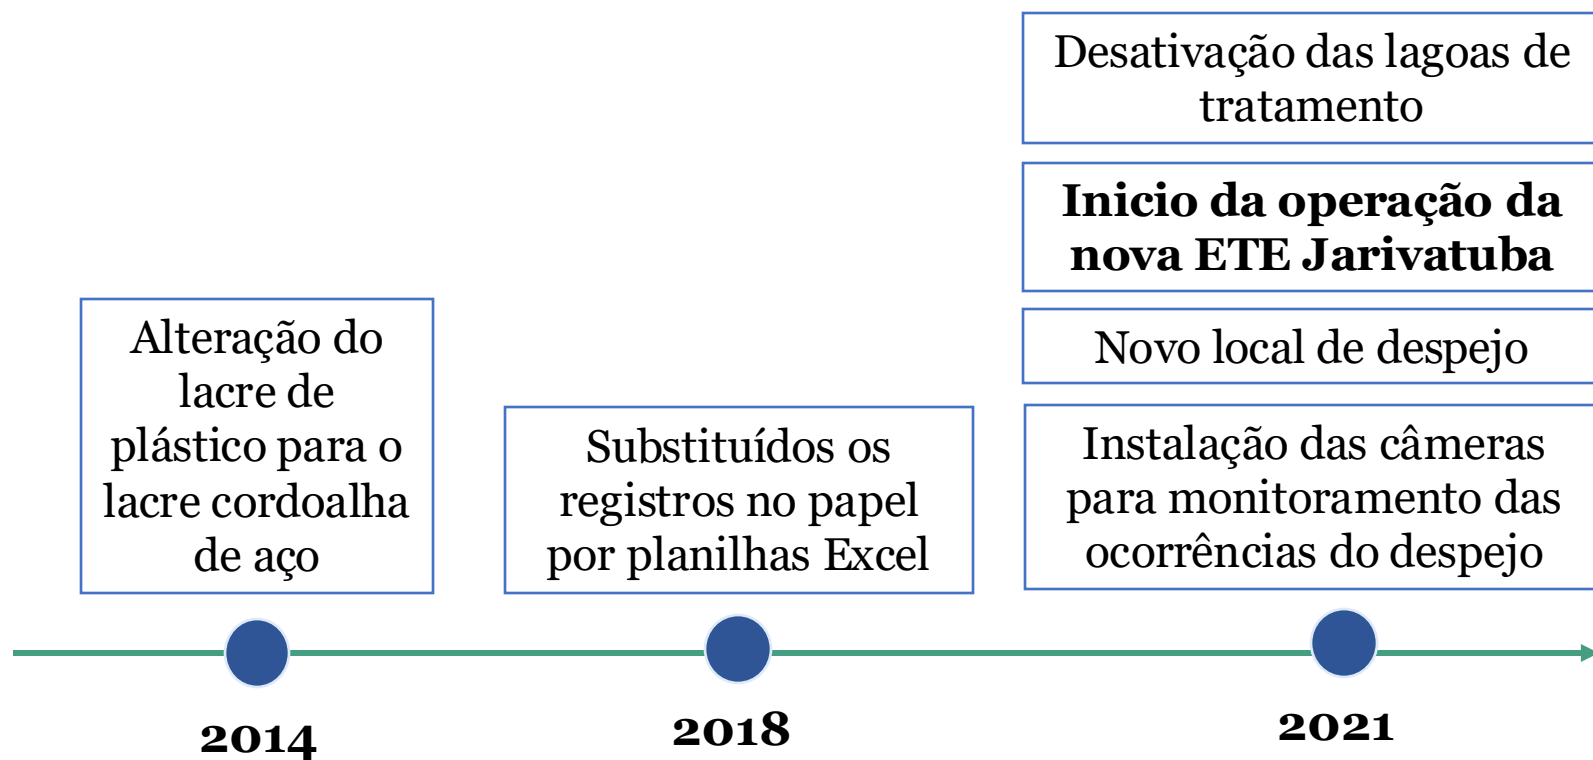 Desativação das lagoas de
tratamento
Inicio da operação da
nova ETE Jarivatuba
Novo local de despejo
Instalação das câmeras
para monitoramento das
ocorrências do despejo
Alteração do
lacre de
plástico para o
lacre cordoalha
de aço
Substituídos os
registros no papel
por planilhas Excel
2014
2018
2021